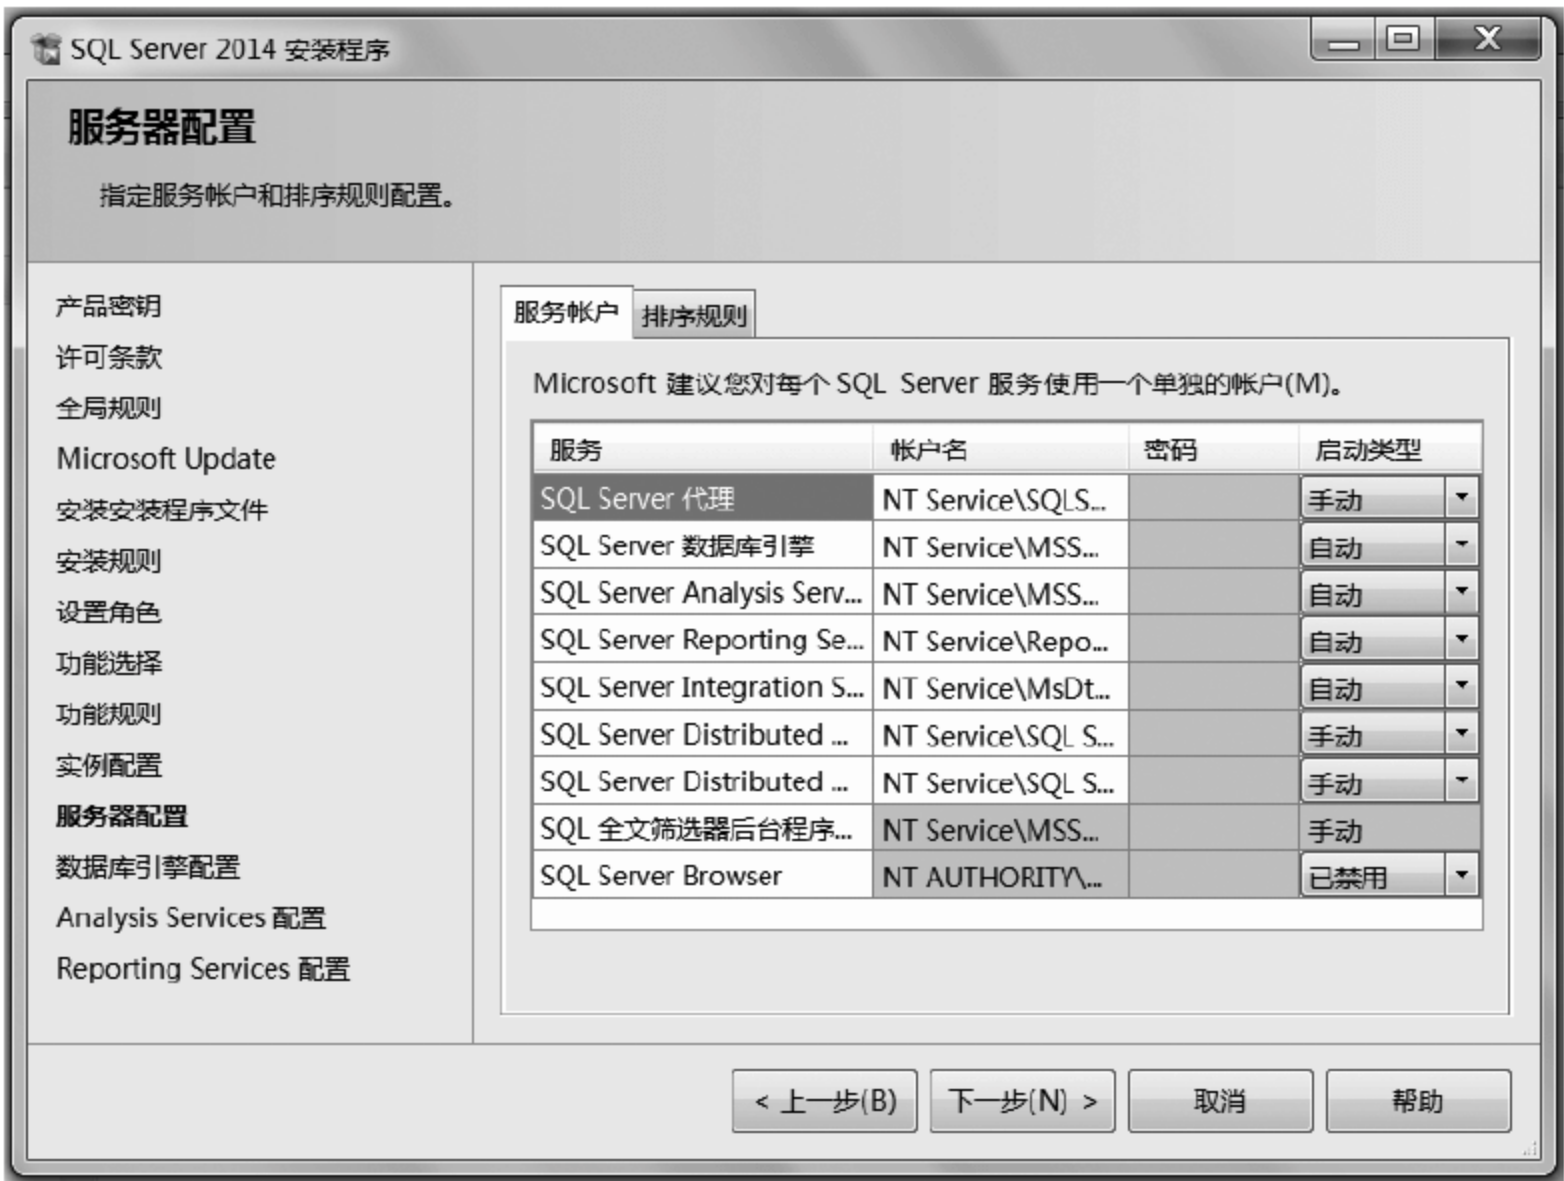 SQL Server 2014 安装程序
服务器配置
指定服务帐户和排序规则配置。
产品密钥
许可条款
全局规则
Microsoft Update
安装安装程序文件
安装规则
设置角色
功能选择
功能规则
实例配置
服务器配置
数据库引擎配置
Analysis Services 配置
Reporting Services 配置
服务帐户 排序规则
Microsoft 建议您对每个 SQL Server 服务使用一个单独的帐户(M)。
服务 帐户名 密码 启动类型
SQL Server 代理 NT Service\SQLS... 手动
SQL Server 数据库引擎 NT Service\MSS... 自动
SQL Server Analysis Serv... NT Service\MSS... 自动
SQL Server Reporting Se... NT Service\Repo... 自动
SQL Server Integration S... NT Service\MsDt... 自动
SQL Server Distributed ... NT Service\SQL S... 手动
SQL Server Distributed ... NT Service\SQL S... 手动
SQL 全文筛选器后台程序... NT Service\MSS... 手动
SQL Server Browser NT AUTHORITY\... 已禁用
< 上一步(B) 下一步(N) > 取消 帮助